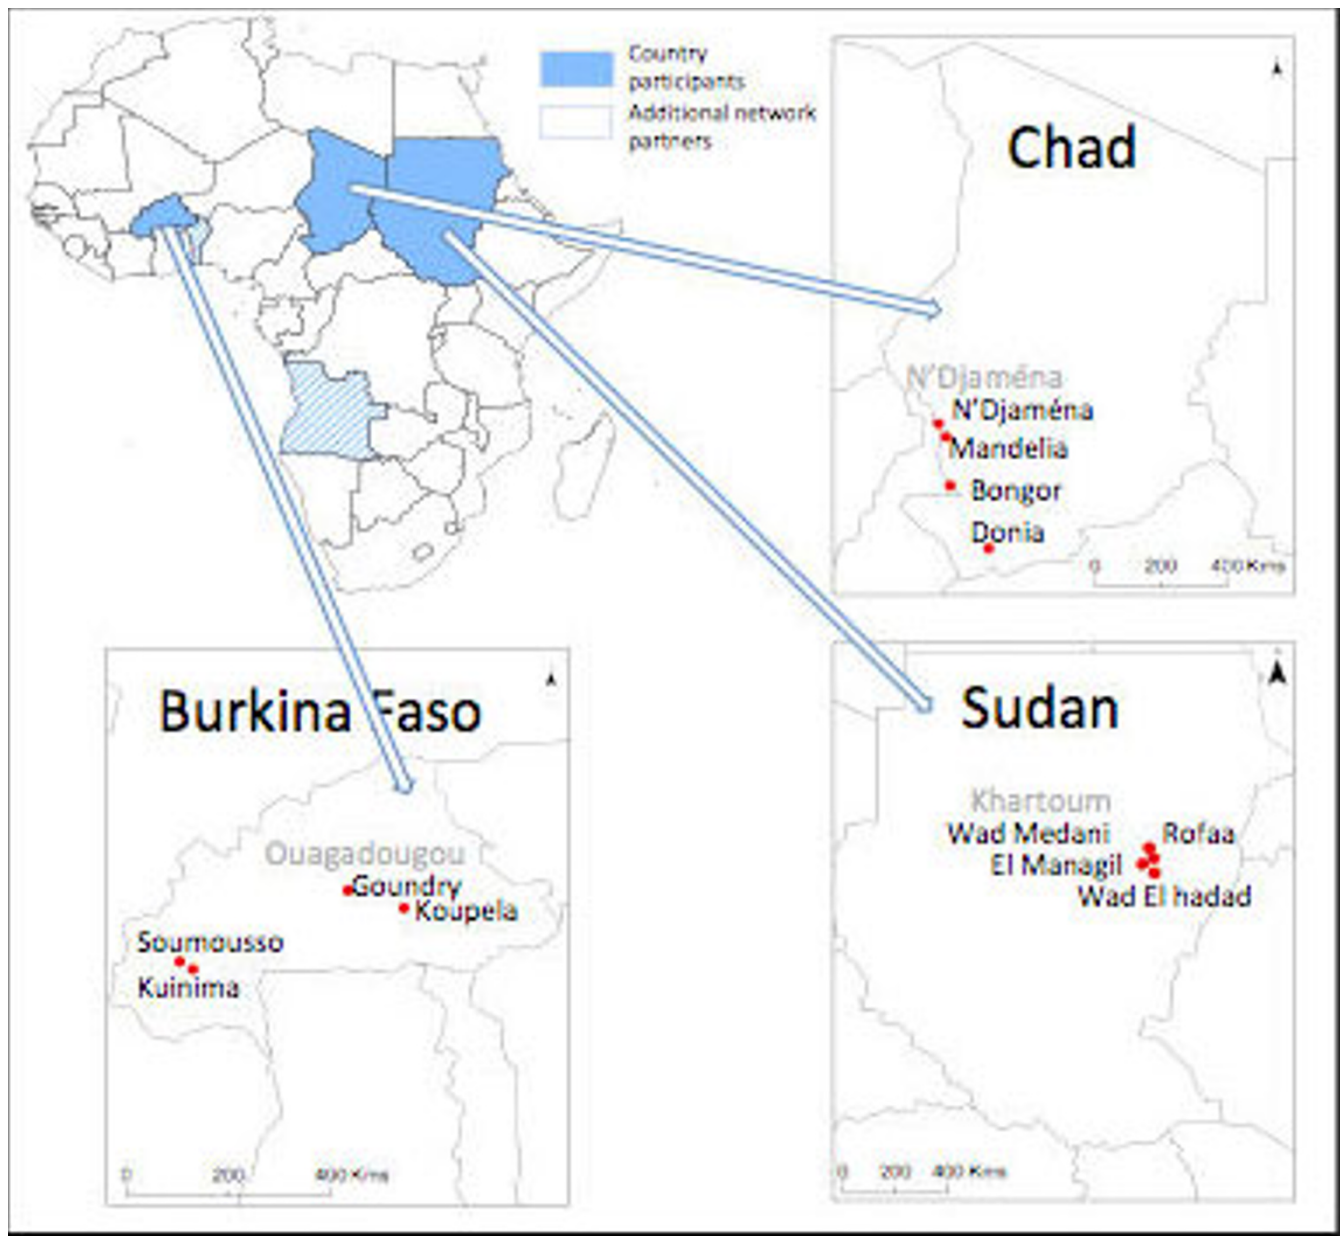 Country
participants
Additional network
partners
Chad
N'Djaména
N'Djaména
Mandelia
Bongor
Donia
0 200 400 Kms
Burkina Faso
Ouagadougou
Goundry
Koupela
Soumousso
Kuinima
0 200 400 Kms
Sudan
Khartoum
Wad Medani Rofaa
El Managil
Wad El hadad
0 200 400 Kms